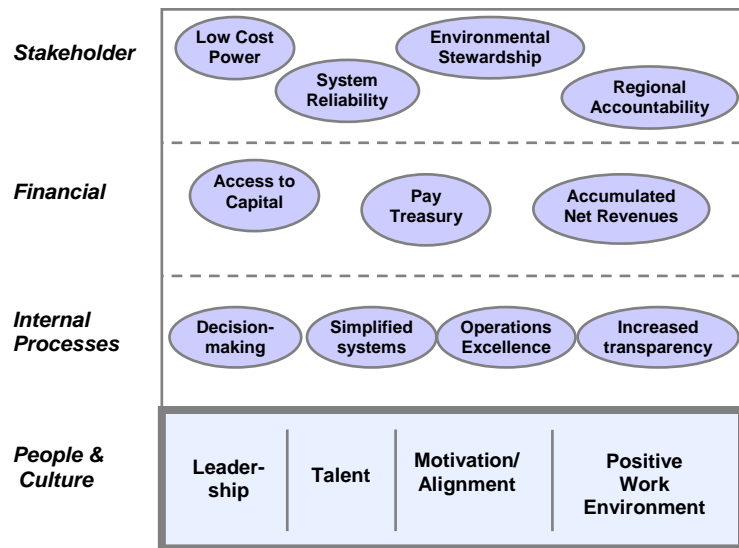 Stakeholder
Low Cost
Power
System
Reliability
Environmental
Stewardship
Regional
Accountability
Financial
Access to
Capital
Pay
Treasury
Accumulated
Net Revenues
Internal
Processes
Decision-
making
Simplified
systems
Operations
Excellence
Increased
transparency
People &
Culture
Leader-
ship
Talent
Motivation/
Alignment
Positive
Work
Environment